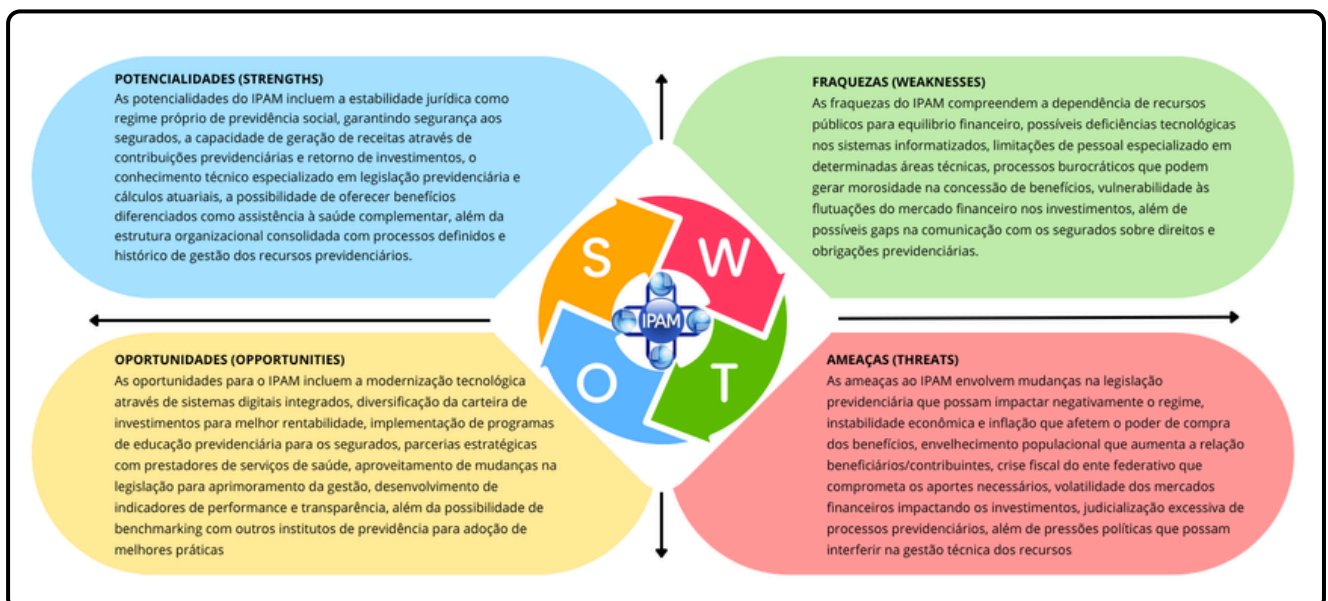 POTENCIALIDADES (STRENGTHS)
As potencialidades do IPAM incluem a estabilidade jurídica como
regime próprio de previdência social, garantindo segurança aos
segurados, a capacidade de geração de receitas através de
contribuições previdenciárias e retorno de investimentos, o
conhecimento técnico especializado em legislação previdenciária e
cálculos atuariais, a possibilidade de oferecer benefícios
diferenciados como assistência à saúde complementar, além da
estrutura organizacional consolidada com processos definidos e
histórico de gestão dos recursos previdenciários.
FRAQUEZAS (WEAKNESSES)
As fraquezas do IPAM compreendem a dependência de recursos
públicos para equilibrio financeiro, possíveis deficiências tecnológicas
nos sistemas informatizados, limitações de pessoal especializado em
determinadas áreas técnicas, processos burocráticos que podem
gerar morosidade na concessão de benefícios, vulnerabilidade às
flutuações do mercado financeiro nos investimentos, além de
possíveis gaps na comunicação com os segurados sobre direitos e
obrigações previdenciárias.
S
W
IPAM
O
T
OPORTUNIDADES (OPPORTUNITIES)
As oportunidades para o IPAM incluem a modernização tecnológica
através de sistemas digitais integrados, diversificação da carteira de
investimentos para melhor rentabilidade, implementação de programas
de educação previdenciária para os segurados, parcerias estratégicas
com prestadores de serviços de saúde, aproveitamento de mudanças na
legislação para aprimoramento da gestão, desenvolvimento de
indicadores de performance e transparência, além da possibilidade de
benchmarking com outros institutos de previdência para adoção de
melhores práticas
AMEAÇAS (THREATS)
As ameaças ao IPAM envolvem mudanças na legislação
previdenciária que possam impactar negativamente o regime,
instabilidade econômica e inflação que afetem o poder de compra
dos benefícios, envelhecimento populacional que aumenta a relação
beneficiários/contribuintes, crise fiscal do ente federativo que
comprometa os aportes necessários, volatilidade dos mercados
financeiros impactando os investimentos, judicialização excessiva de
processos previdenciários, além de pressões políticas que possam
interferir na gestão técnica dos recursos